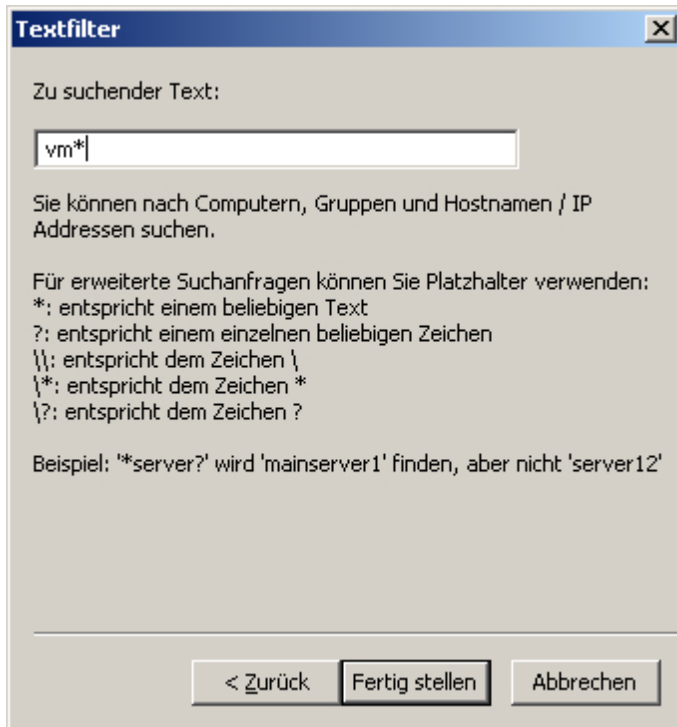 Textfilter
Zu suchender Text:
vm*
Sie können nach Computern, Gruppen und Hostnamen / IP
Addressen suchen.
Für erweiterte Suchanfragen können Sie Platzhalter verwenden:
*: entspricht einem beliebigen Text
?: entspricht einem einzelnen beliebigen Zeichen
\\: entspricht dem Zeichen \
\*: entspricht dem Zeichen *
\?: entspricht dem Zeichen ?
Beispiel: '*server?' wird 'mainserver1' finden, aber nicht 'server12'
< Zurück Fertig stellen Abbrechen